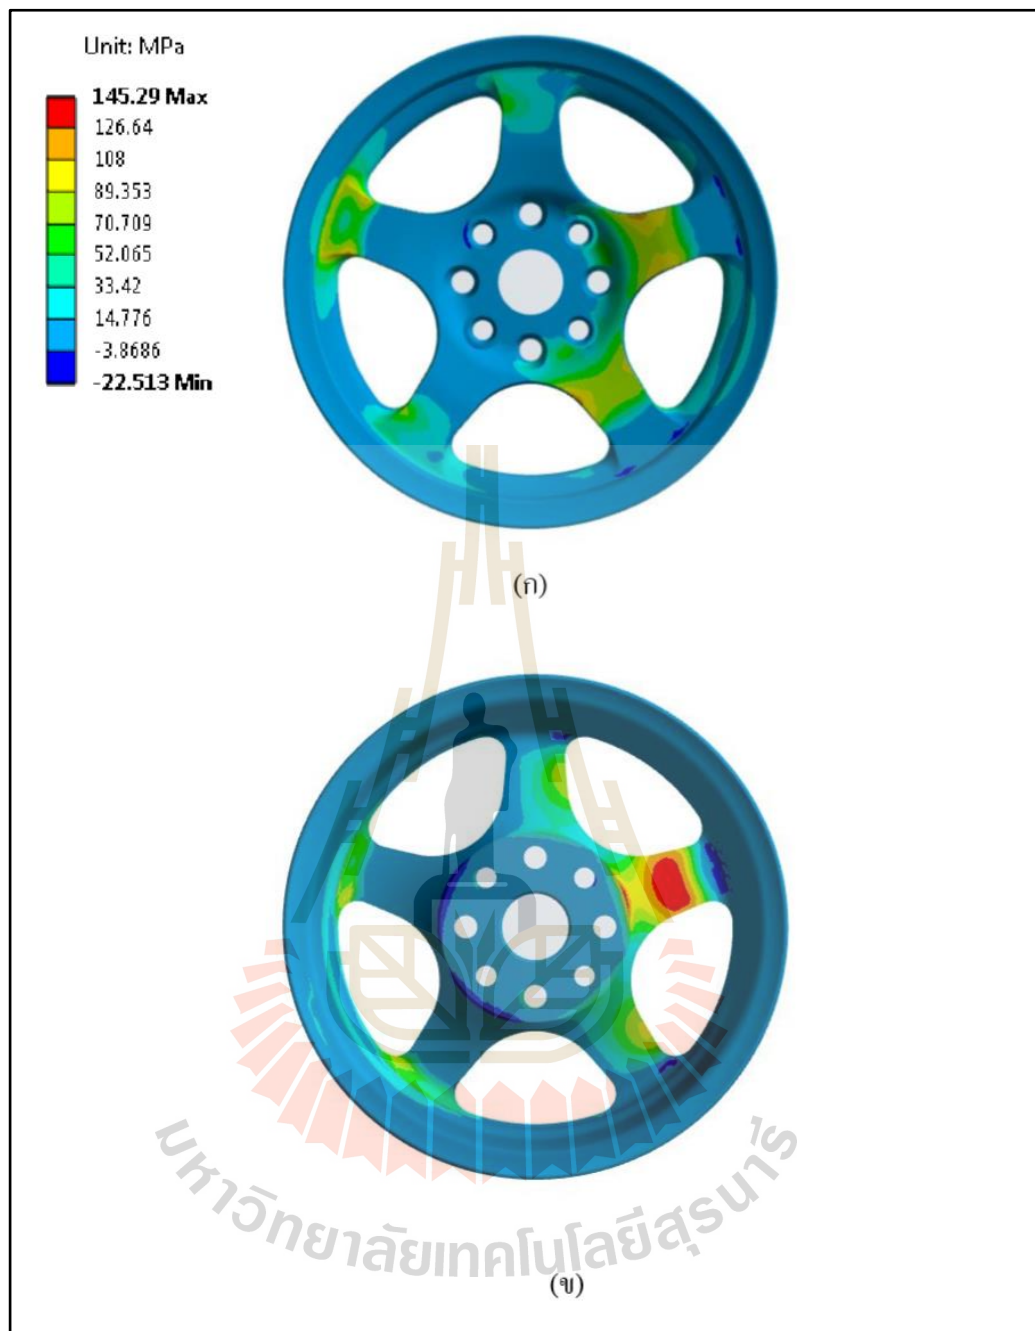 Unit: MPa
145.29 Max
126.64
108
89.353
70.709
52.065
33.42
14.776
-3.8686
-22.513 Min
(ก)
(ข)
มหาวิทยาลัยเทคโนโลยีสุรนารี